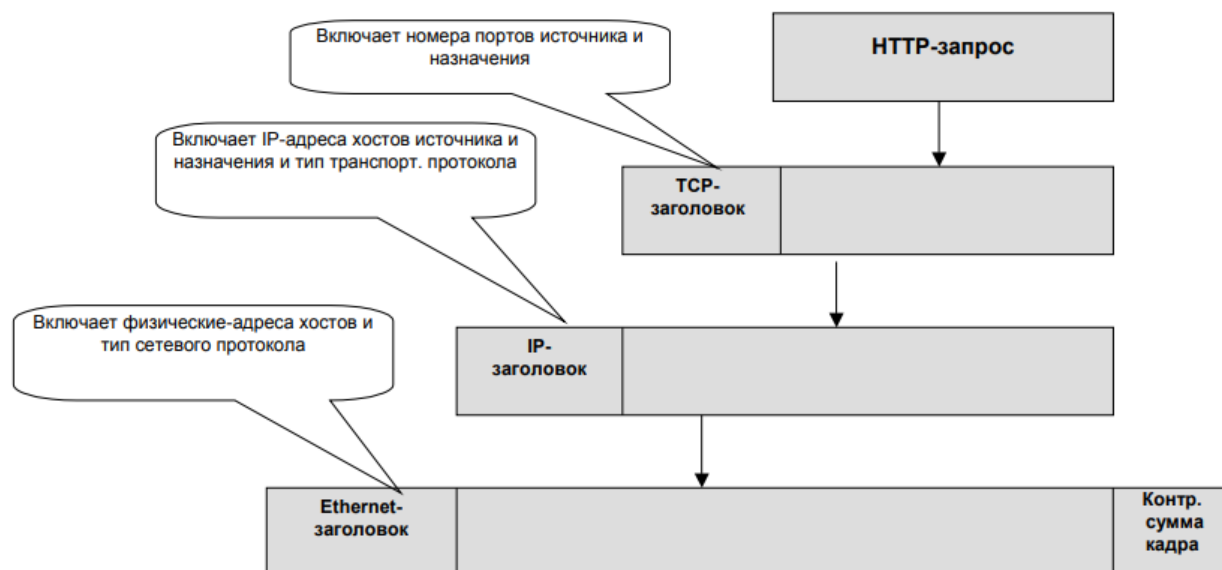 Включает номера портов источника и
назначения
HTTP-запрос
Включает IP-адреса хостов источника и
назначения и тип транспорт. протокола
TCP-
заголовок
Включает физические-адреса хостов и
тип сетевого протокола
IP-
заголовок
Ethernet-
заголовок
Контр.
сумма
кадра